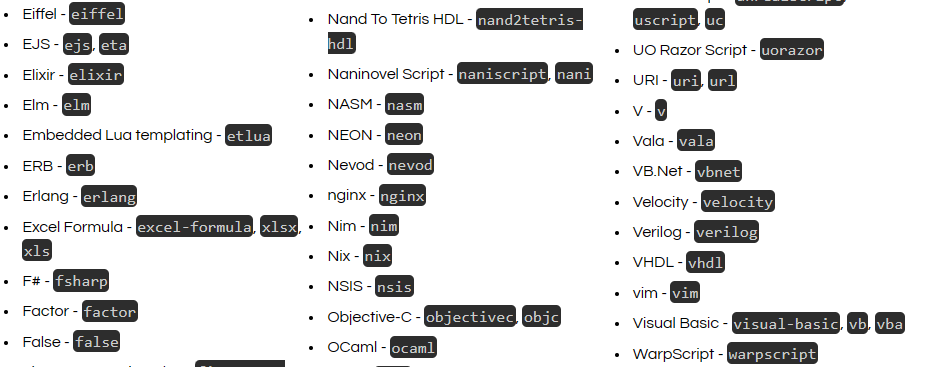 Eiffel - eiffel
EJS - ejs, eta
Elixir - elixir
Elm - elm
Embedded Lua templating - etlua
ERB - erb
Erlang - erlang
Excel Formula - excel-formula, xlsx,
xls
F# - fsharp
Factor - factor
False - false
Nand To Tetris HDL - nand2tetris-
hdl
Naninovel Script - naniscript, nani
NASM - nasm
NEON - neon
Nevod - nevod
nginx - nginx
Nim - nim
Nix - nix
NSIS - nsis
Objective-C - objectivec, objc
OCaml - ocaml
uscript, uc
UO Razor Script - uorazor
URI - uri, url
V - v
Vala - vala
VB.Net - vbnet
Velocity - velocity
Verilog - verilog
VHDL - vhdl
vim - vim
Visual Basic - visual-basic, vb, vba
WarpScript - warpscript